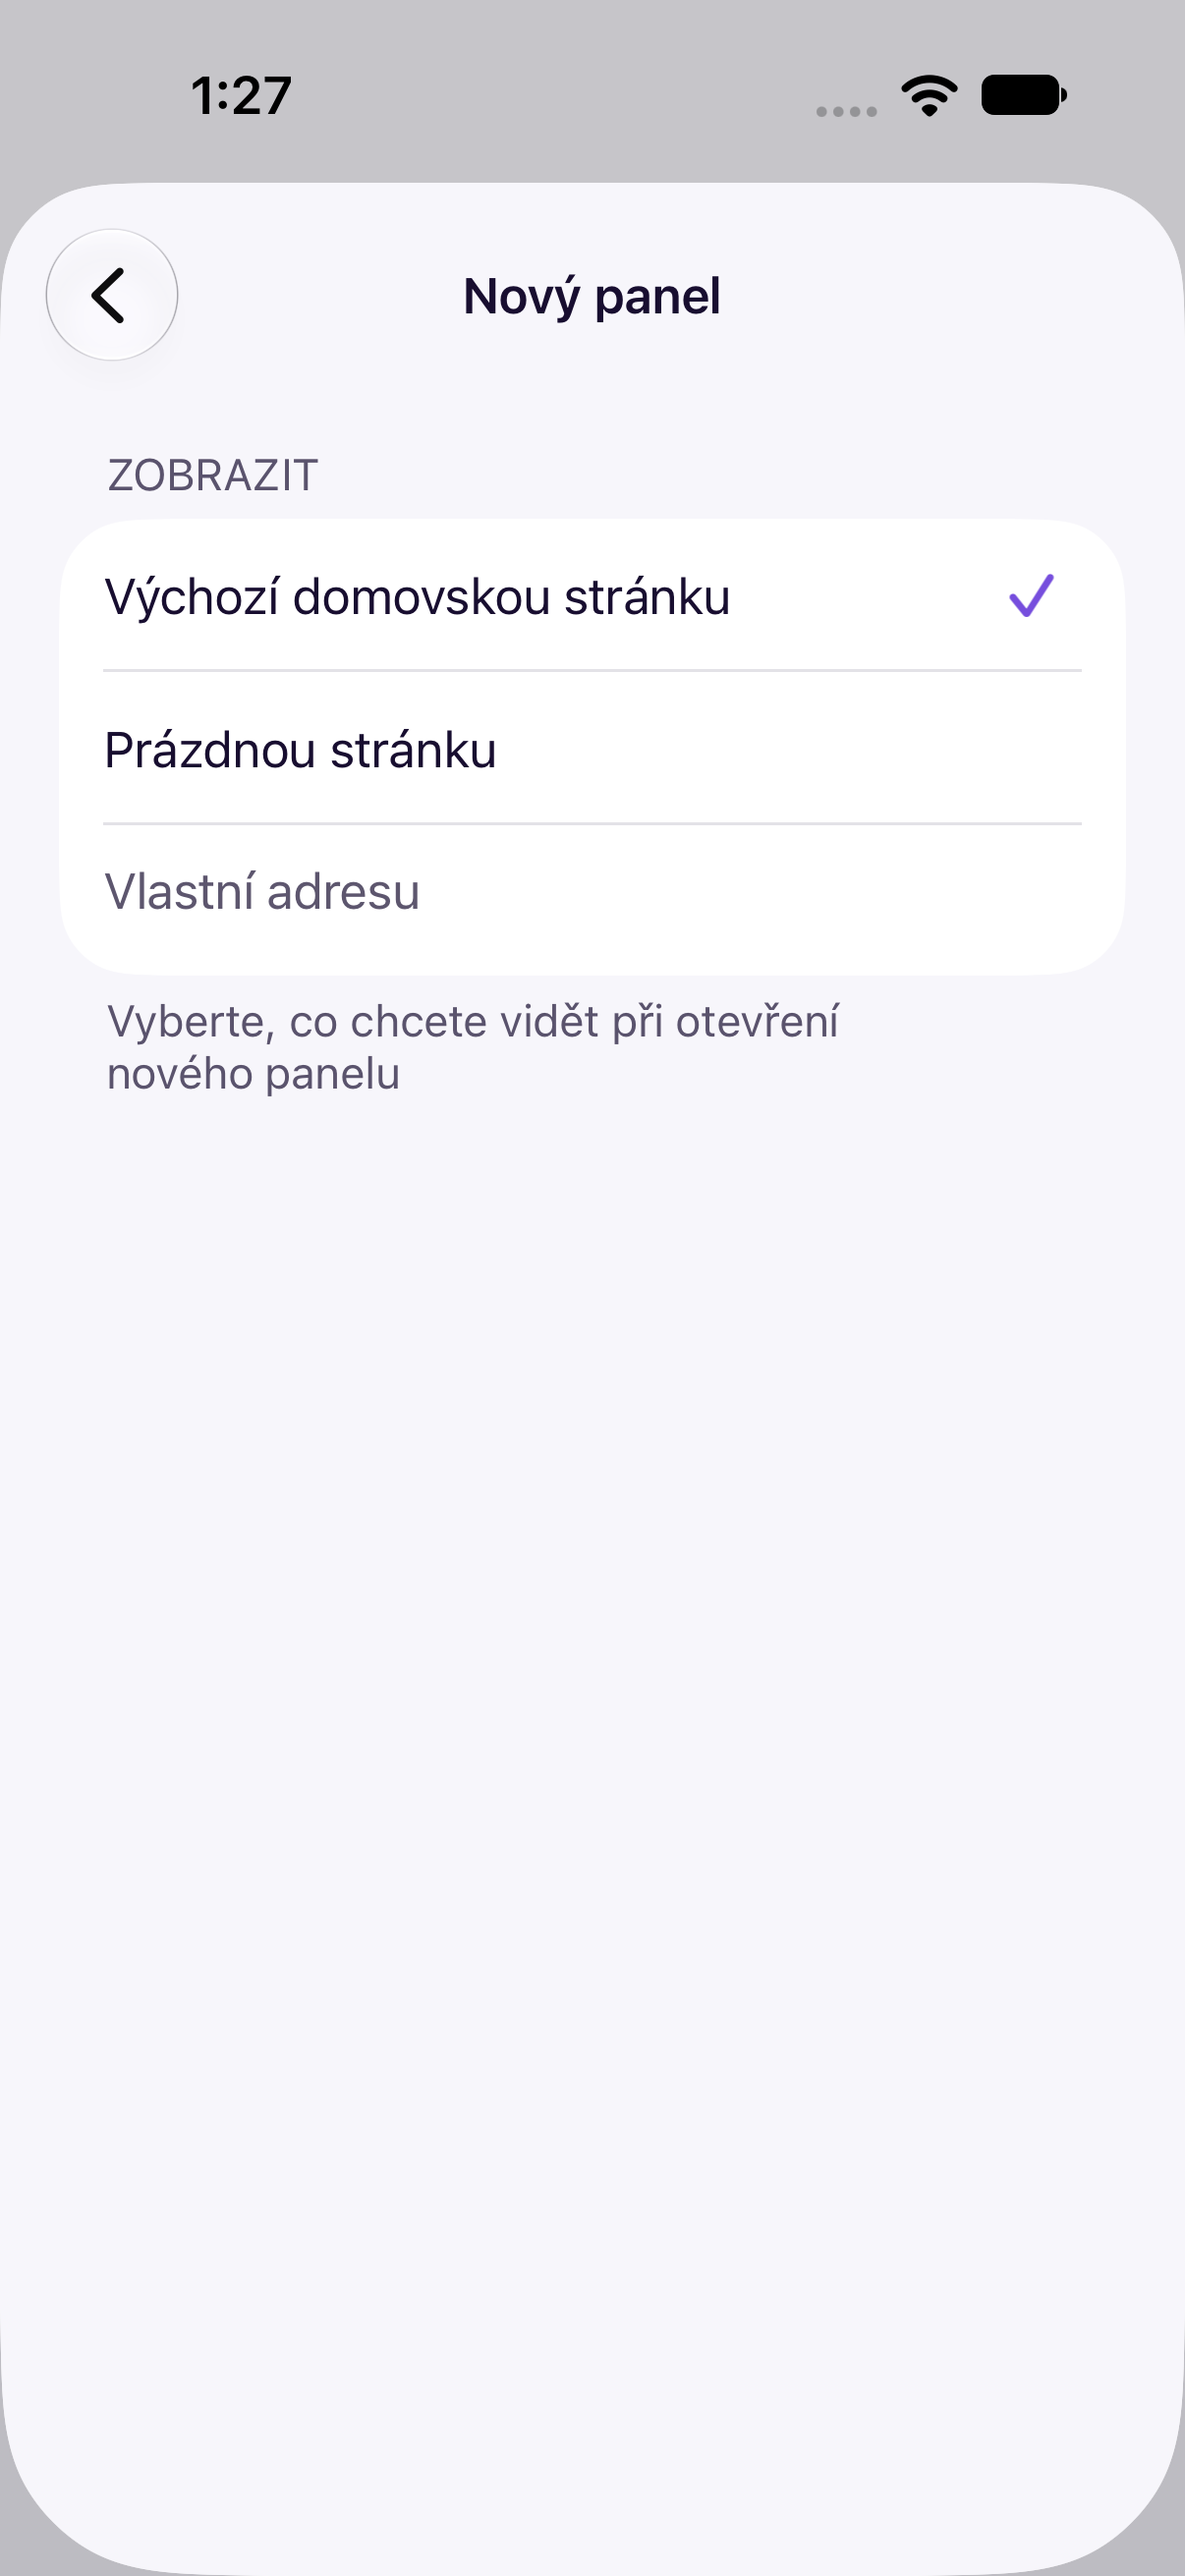 1:27
Nový panel
ZOBRAZIT
Výchozí domovskou stránku
Prázdnou stránku
Vlastní adresu
Vyberte, co chcete vidět při otevření
nového panelu